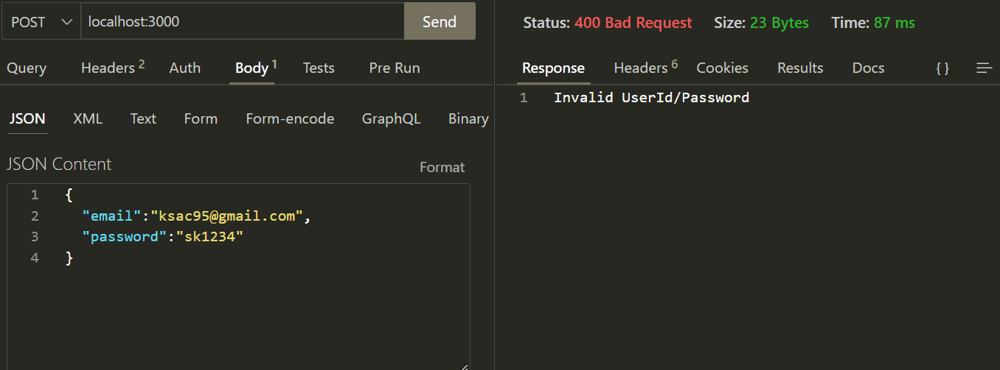 POST localhost:3000 Send
Query Headers 2 Auth Body 1 Tests Pre Run
JSON XML Text Form Form-encode GraphQL Binary
JSON Content Format
1 {
2 "email":"ksac95@gmail.com",
3 "password":"sk1234"
4 }
Status: 400 Bad Request Size: 23 Bytes Time: 87 ms
Response Headers 6 Cookies Results Docs { }
1 Invalid UserId/Password